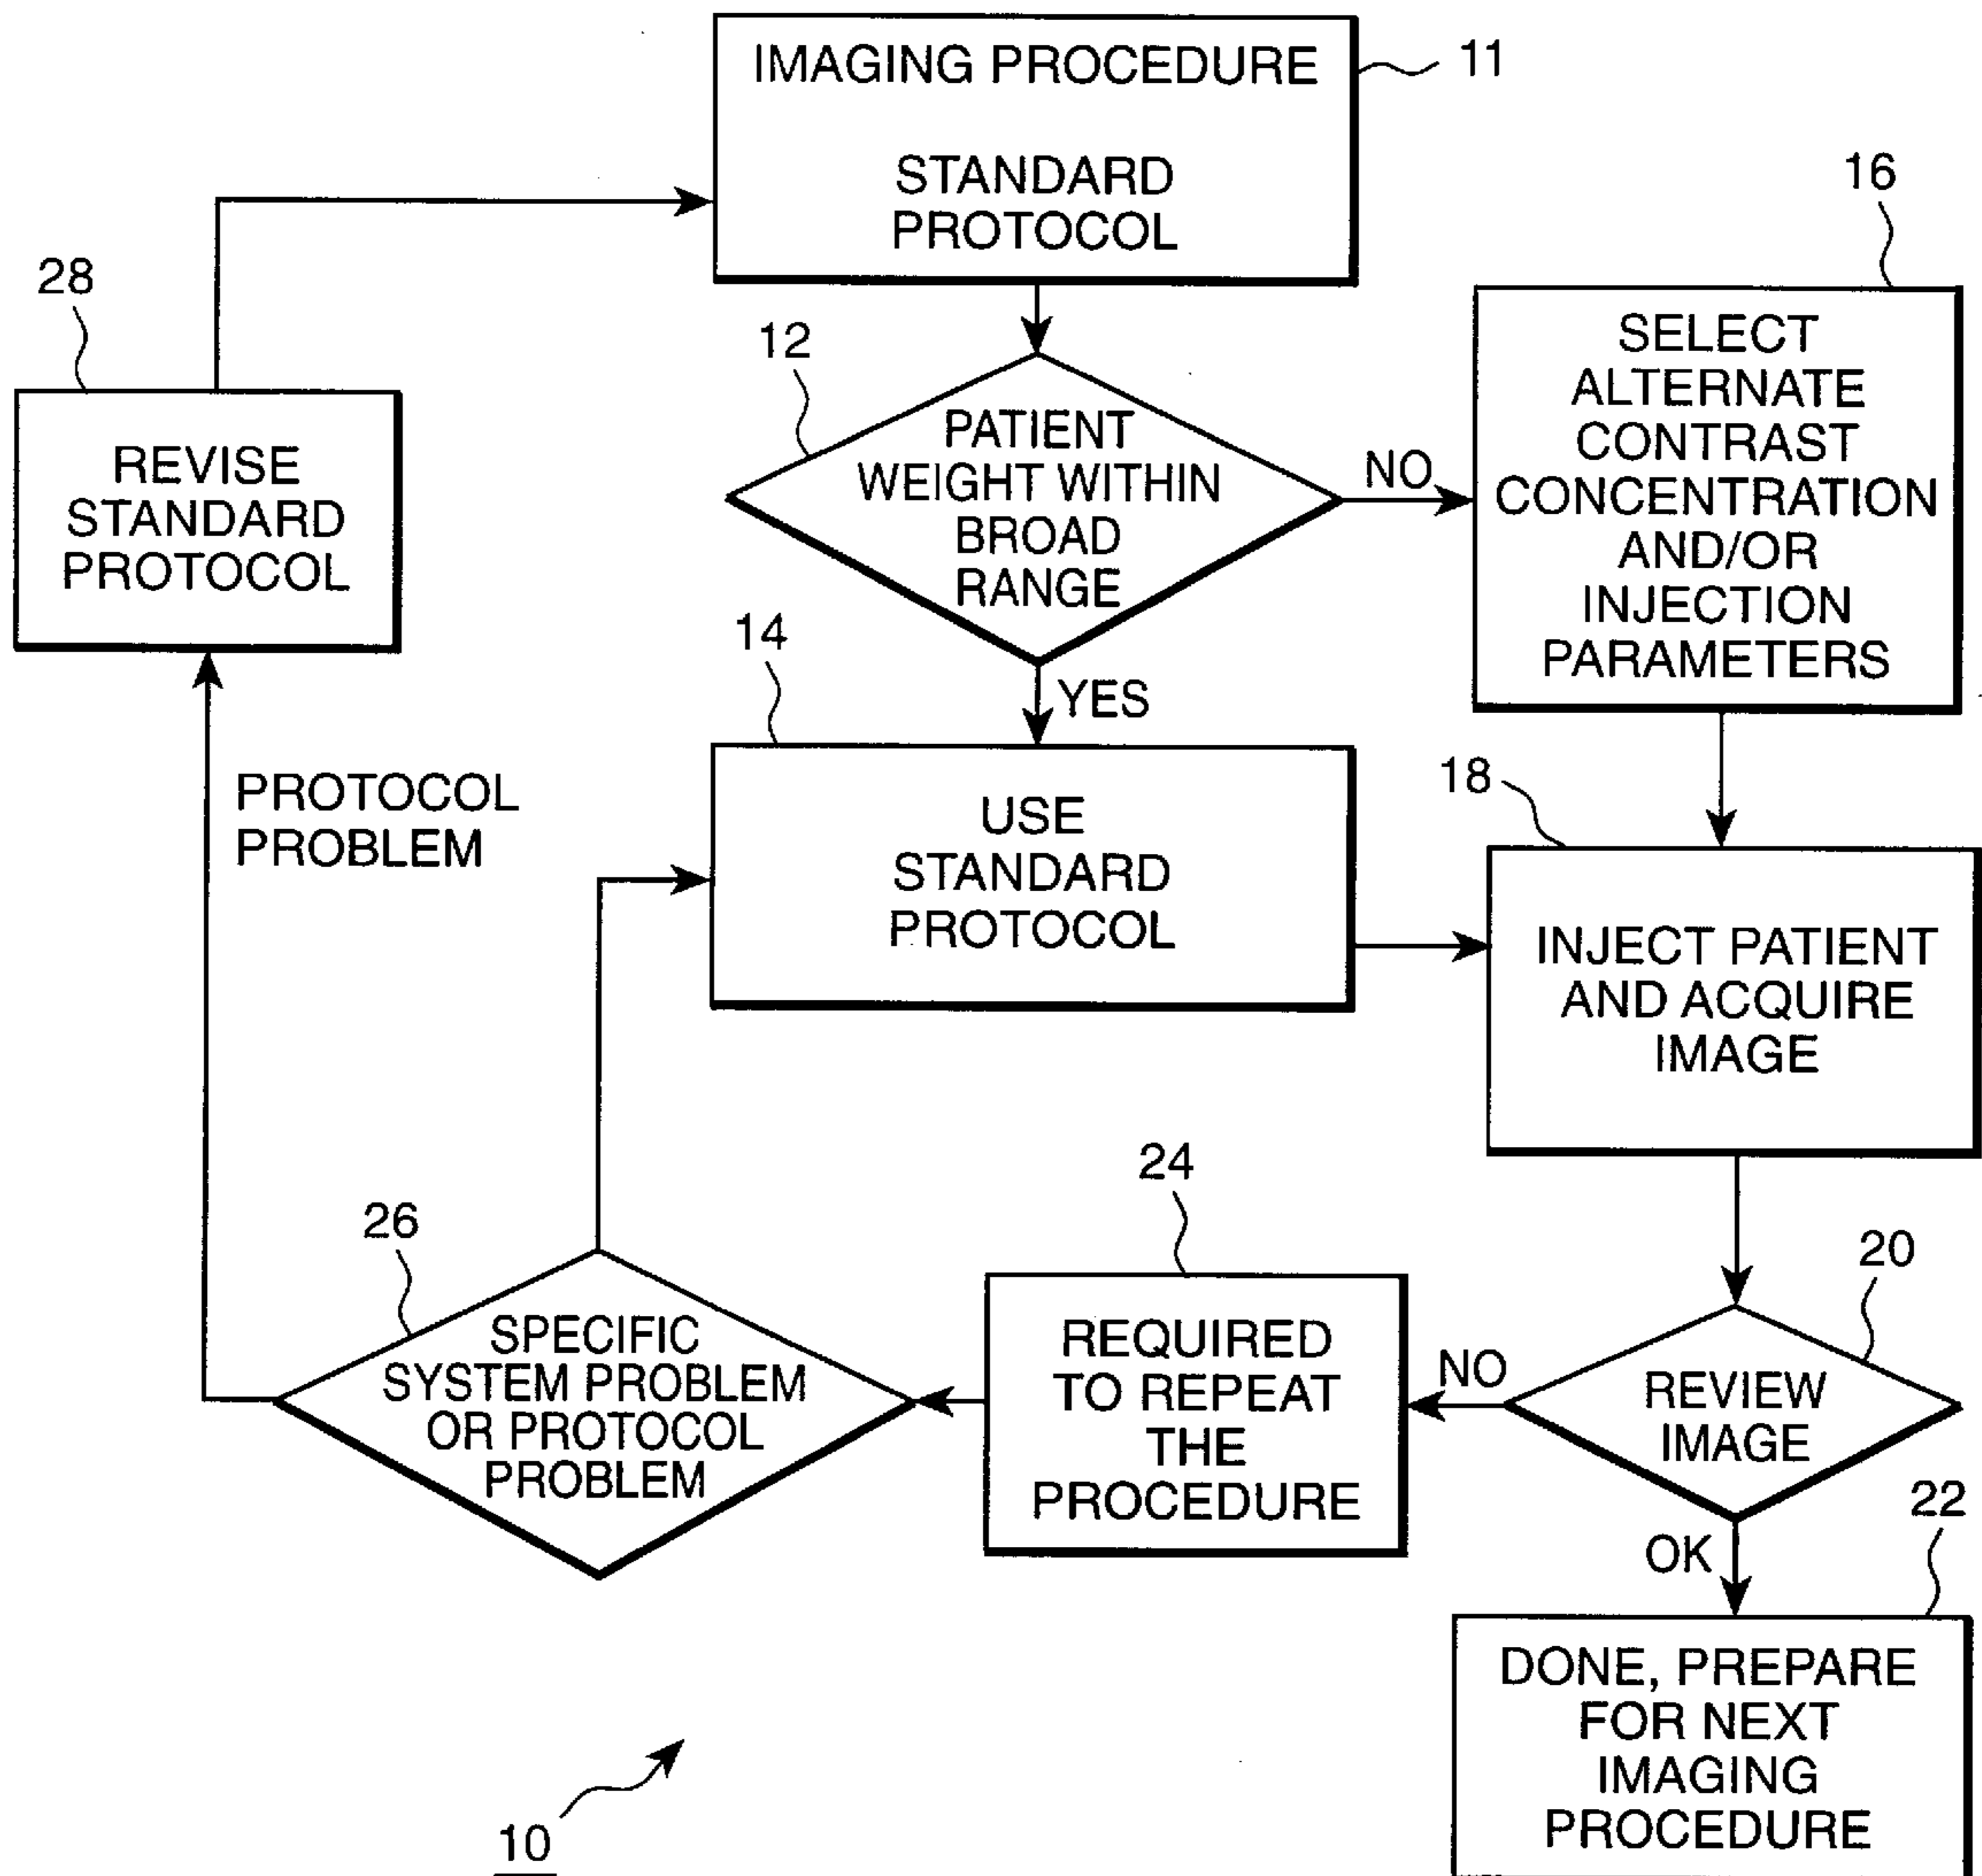 IMAGING PROCEDURE
STANDARD
PROTOCOL
11
12
PATIENT
WEIGHT WITHIN
BROAD
RANGE
NO
YES
16
SELECT
ALTERNATE
CONTRAST
CONCENTRATION
AND/OR
INJECTION
PARAMETERS
28
REVISE
STANDARD
PROTOCOL
PROTOCOL
PROBLEM
14
USE
STANDARD
PROTOCOL
18
INJECT PATIENT
AND ACQUIRE
IMAGE
20
REVIEW
IMAGE
NO
OK
24
REQUIRED
TO REPEAT
THE
PROCEDURE
26
SPECIFIC
SYSTEM PROBLEM
OR PROTOCOL
PROBLEM
22
DONE, PREPARE
FOR NEXT
IMAGING
PROCEDURE
10